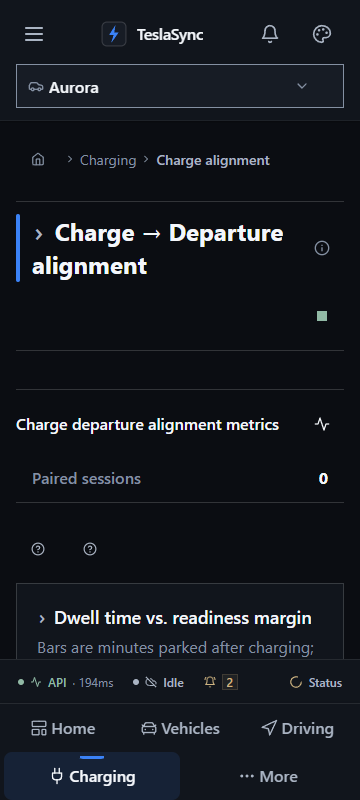 TeslaSync
Aurora
Charging
Charge alignment
Charge → Departure
alignment
Charge departure alignment metrics
Paired sessions
0
Dwell time vs. readiness margin
Bars are minutes parked after charging;
API · 194ms
Idle
2
Status
Home
Vehicles
Driving
Charging
More